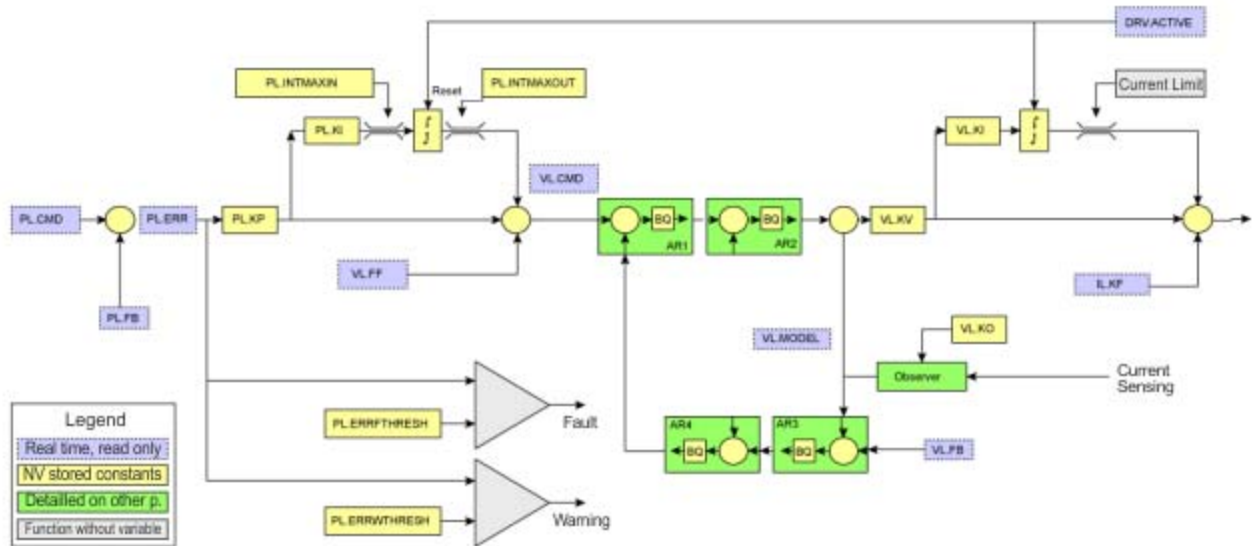 DRV.ACTIVE
PL.INTMAXIN
Reset
PL.INTMAXOUT
Current Limit
PL.KI
VL.KI
VL.CMD
PL.CMD
PL.ERR
PL.KP
BQ
AR1
BQ
AR2
VL.KV
VL.FF
IL.KF
PL.FB
VL.MODEL
VL.KO
Observer
Current
Sensing
Legend
Real time, read only
NV stored constants
Detailled on other p.
Function without variable
PL.ERRFTHRESH
Fault
AR4
BQ
AR3
BQ
VL.FB
PL.ERRWTHRESH
Warning